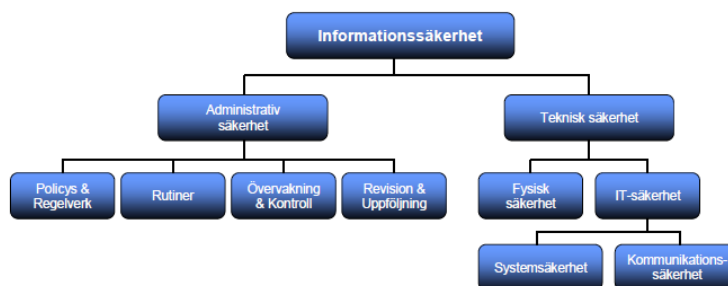 Informationssäkerhet
Administrativ
säkerhet
Teknisk säkerhet
Policys &
Regelverk
Rutiner
Övervakning
& Kontroll
Revision &
Uppföljning
Fysisk
säkerhet
IT-säkerhet
Systemsäkerhet
Kommunikations-
säkerhet